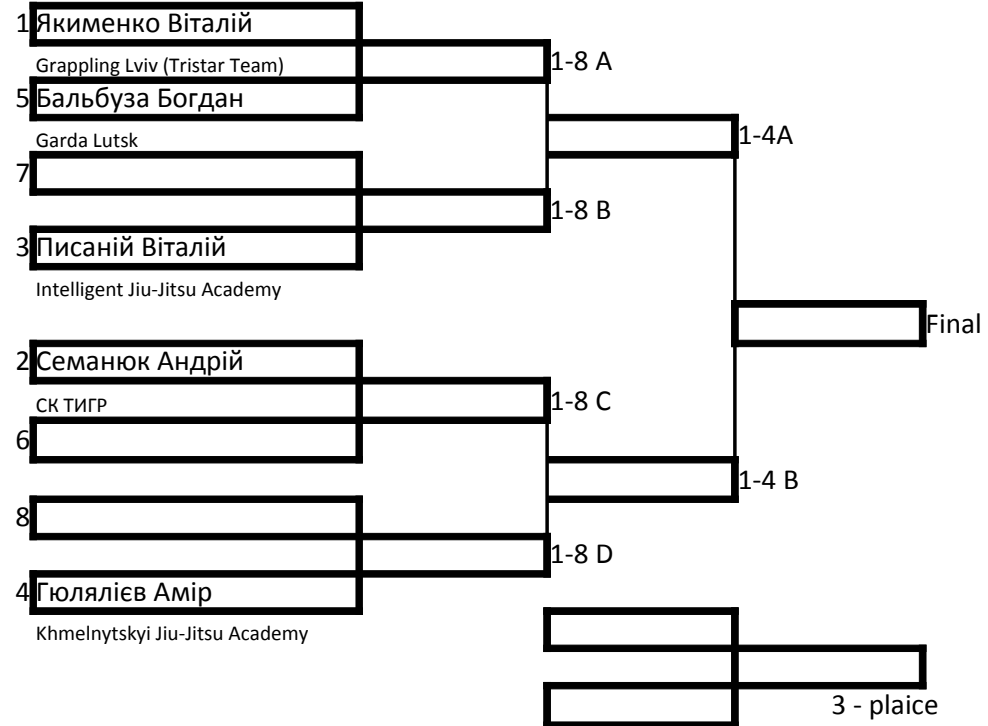 1 Якименко Віталій
Grappling Lviv (Tristar Team)
1-8 A
5 Бальбуза Богдан
Garda Lutsk
1-4A
7
1-8 B
3 Писаній Віталій
Intelligent Jiu-Jitsu Academy
Final
2 Семанюк Андрій
СК ТИГР
1-8 C
6
1-4 B
8
1-8 D
4 Гюлялієв Амір
Khmelnytskyi Jiu-Jitsu Academy
3 - plaice